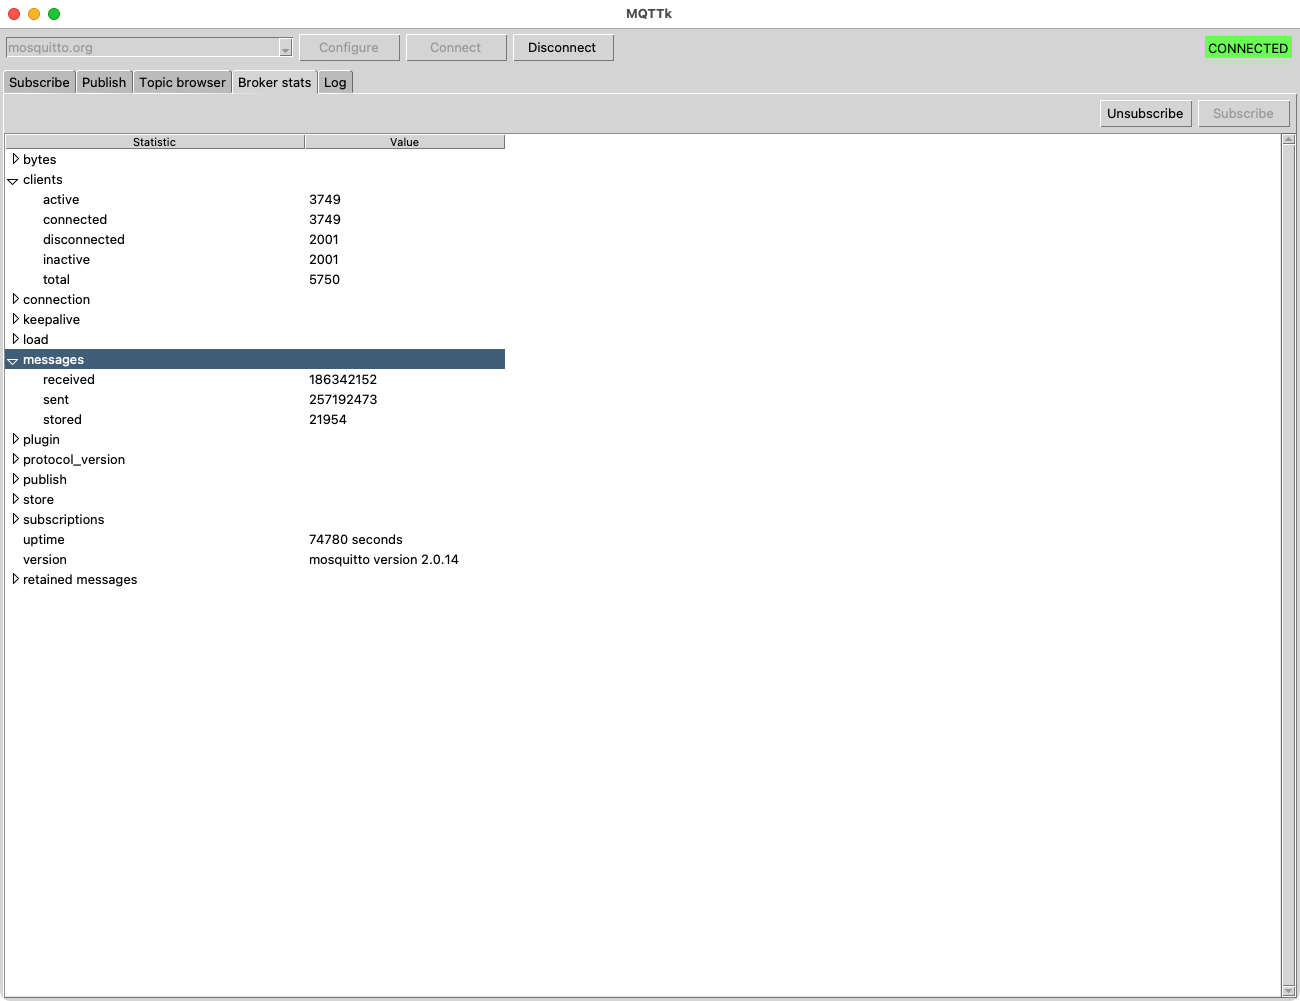 MQTTk
mosquitto.org Configure Connect Disconnect CONNECTED
Subscribe Publish Topic browser Broker stats Log
Unsubscribe Subscribe
Statistic Value
bytes
clients
active 3749
connected 3749
disconnected 2001
inactive 2001
total 5750
connection
keepalive
load
messages
received 186342152
sent 257192473
stored 21954
plugin
protocol_version
publish
store
subscriptions
uptime 74780 seconds
version mosquitto version 2.0.14
retained messages